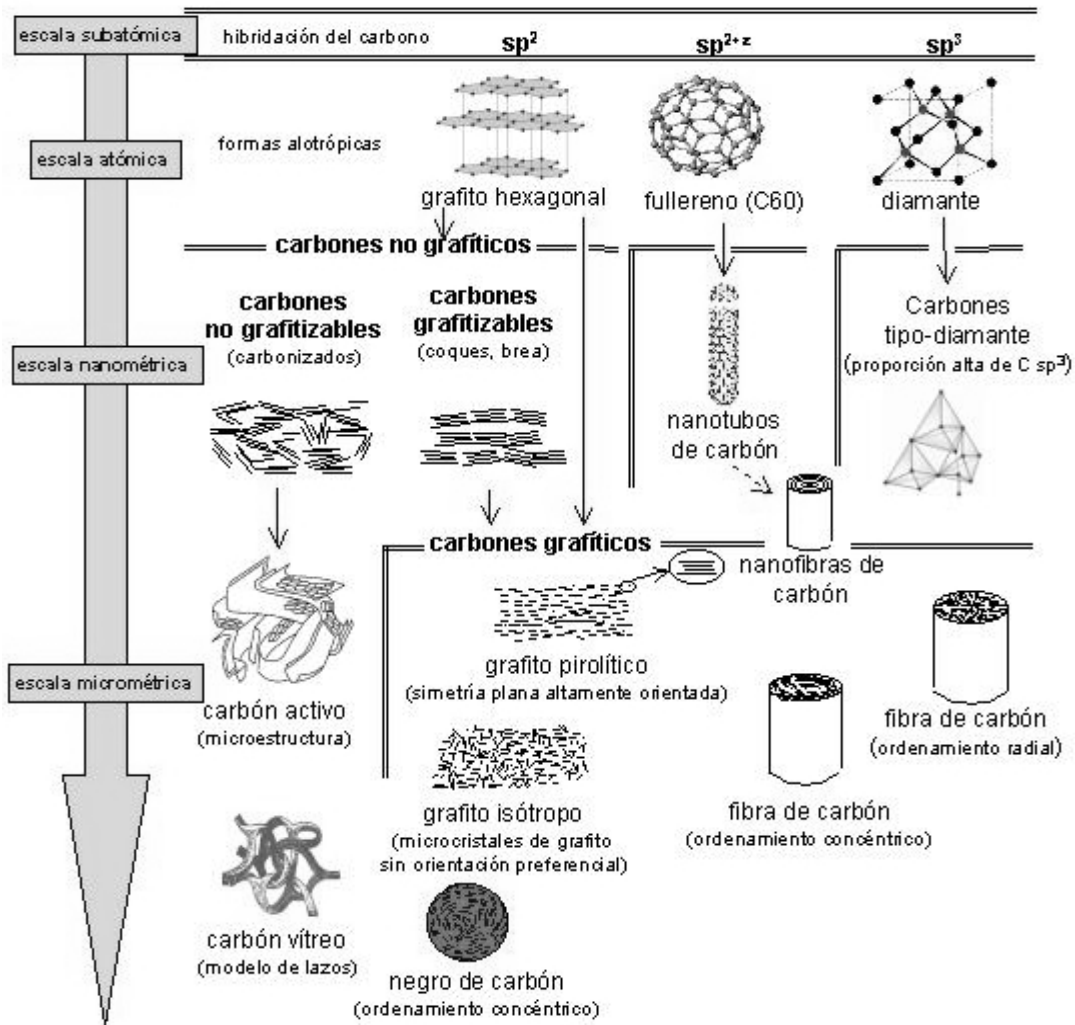 escala subatómica
hibridación del carbono
sp²
sp²⁺ᶻ
sp³
escala atómica
formas alotrópicas
grafito hexagonal
fullereno (C60)
diamante
carbones no grafíticos
carbones
no grafitizables
(carbonizados)
carbones
grafitizables
(coques, brea)
Carbones
tipo-diamante
(proporción alta de C sp³)
escala nanométrica
nanotubos
de carbón
carbones grafíticos
nanofibras de
carbón
grafito pirolítico
(simetría plana altamente orientada)
escala micrométrica
carbón activo
(microestructura)
fibra de carbón
(ordenamiento radial)
grafito isótropo
(microcristales de grafito
sin orientación preferencial)
fibra de carbón
(ordenamiento concéntrico)
carbón vítreo
(modelo de lazos)
negro de carbón
(ordenamiento concéntrico)